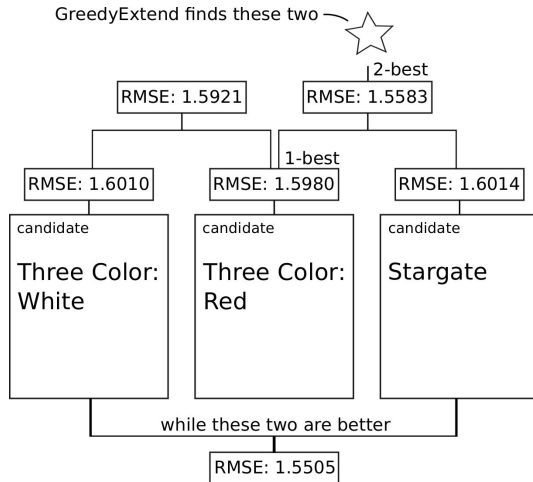 GreedyExtend finds these two
2-best
RMSE: 1.5921
RMSE: 1.5583
1-best
RMSE: 1.6010
RMSE: 1.5980
RMSE: 1.6014
candidate
Three Color:
White
candidate
Three Color:
Red
candidate
Stargate
while these two are better
RMSE: 1.5505